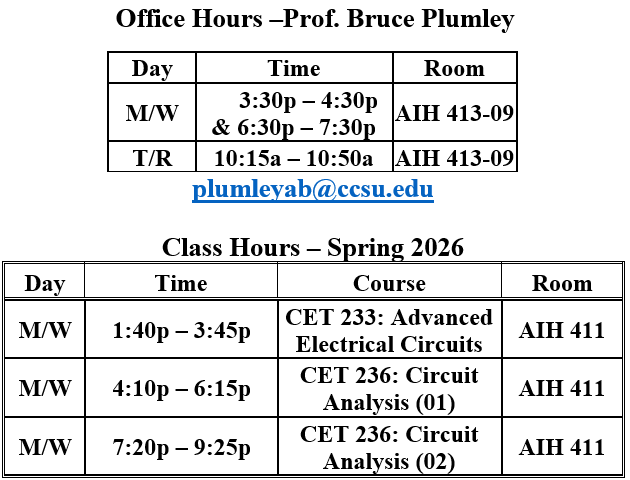 Office Hours –Prof. Bruce Plumley
Day Time Room
M/W 3:30p – 4:30p & 6:30p – 7:30p AIH 413-09
T/R 10:15a – 10:50a AIH 413-09
plumleyab@ccsu.edu
Class Hours – Spring 2026
Day Time Course Room
M/W 1:40p – 3:45p CET 233: Advanced Electrical Circuits AIH 411
M/W 4:10p – 6:15p CET 236: Circuit Analysis (01) AIH 411
M/W 7:20p – 9:25p CET 236: Circuit Analysis (02) AIH 411